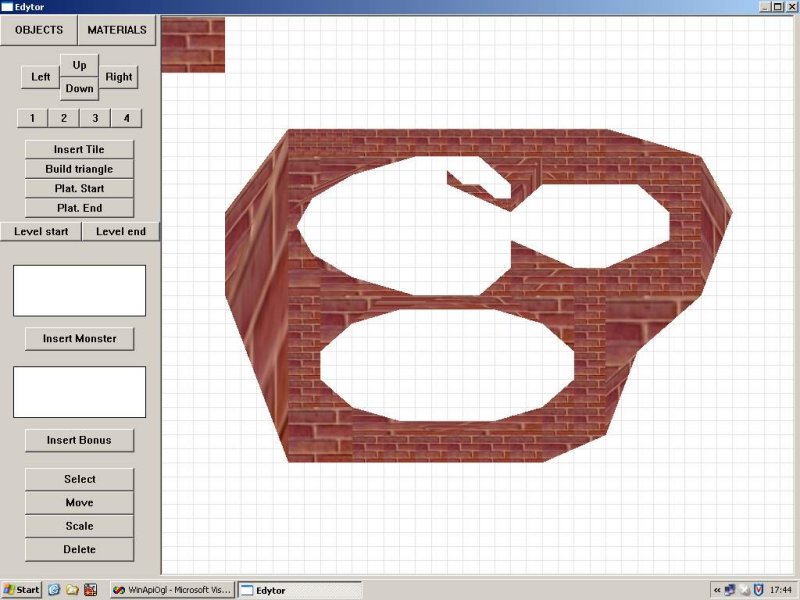 Edytor
OBJECTS MATERIALS
Up
Left Right
Down
1 2 3 4
Insert Tile
Build triangle
Plat. Start
Plat. End
Level start Level end
Insert Monster
Insert Bonus
Select
Move
Scale
Delete
Start WinApiOgl - Microsoft Vis... Edytor « 17:44